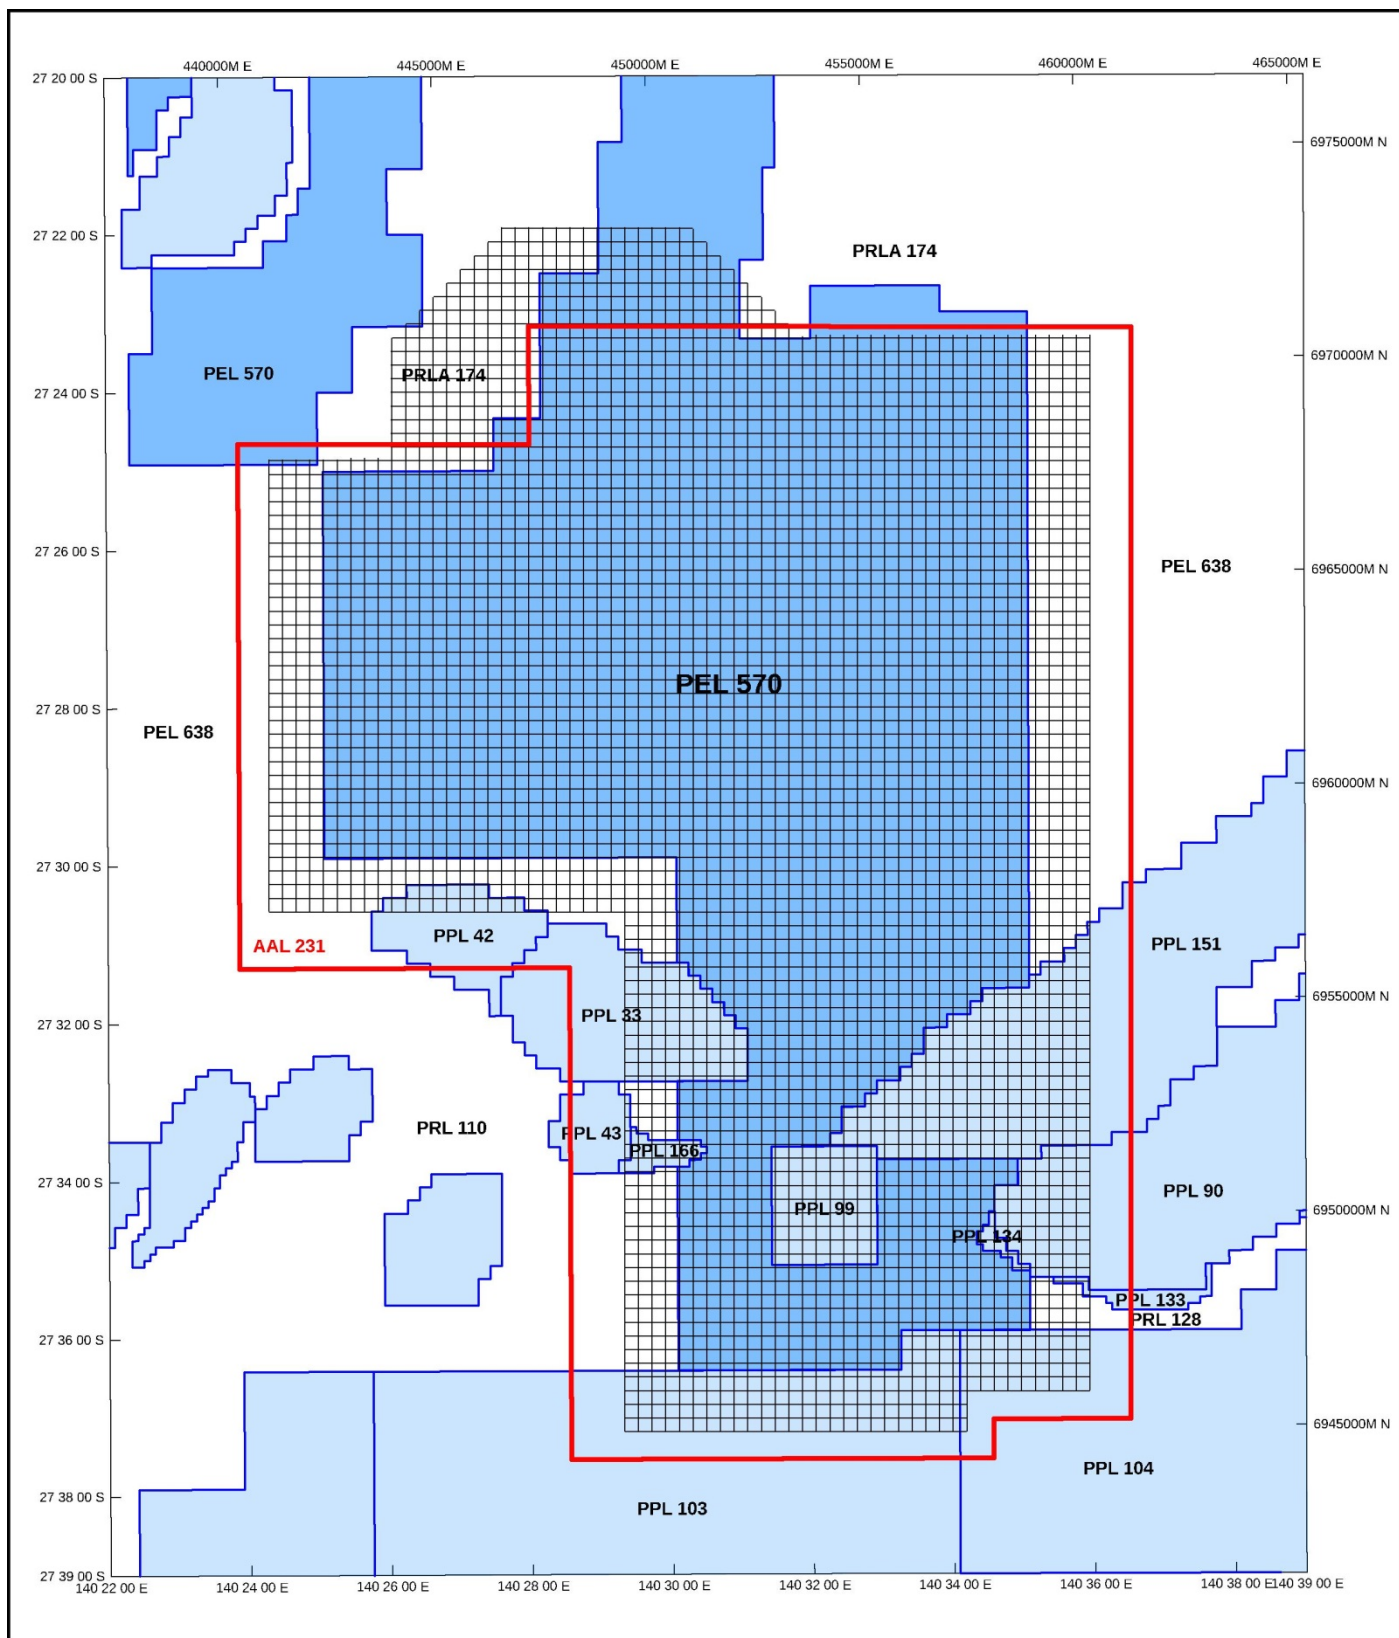 440000M E
445000M E
450000M E
455000M E
460000M E
465000M E
27 20 00 S
6975000M N
27 22 00 S
PRLA 174
6970000M N
PEL 570
PRLA 174
27 24 00 S
27 26 00 S
PEL 638
6965000M N
PEL 570
27 28 00 S
PEL 638
6960000M N
27 30 00 S
PPL 42
AAL 231
PPL 151
6955000M N
PPL 33
27 32 00 S
PRL 110
PPL 43
PPL 166
27 34 00 S
PPL 90
PPL 99
6950000M N
PPL 134
PPL 133
PRL 128
27 36 00 S
6945000M N
PPL 104
27 38 00 S
PPL 103
27 39 00 S
140 22 00 E
140 24 00 E
140 26 00 E
140 28 00 E
140 30 00 E
140 32 00 E
140 34 00 E
140 36 00 E
140 38 00 E
140 39 00 E